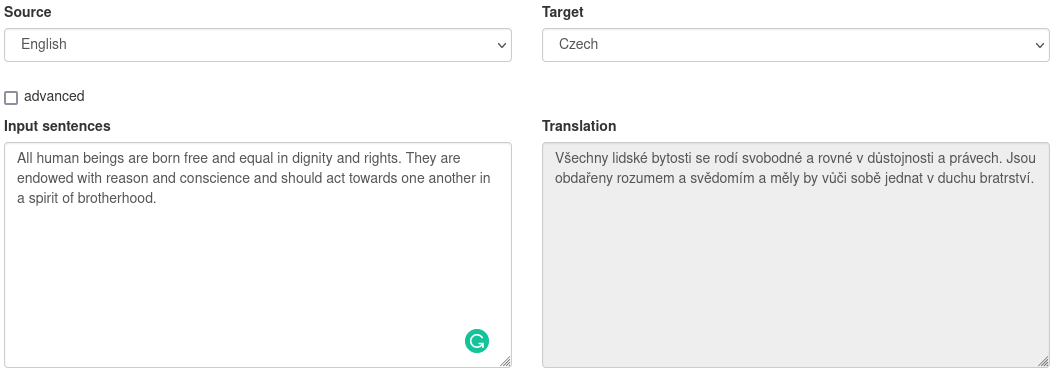 Source
Target
English
Czech
advanced
Input sentences
Translation
All human beings are born free and equal in dignity and rights. They are
endowed with reason and conscience and should act towards one another in
a spirit of brotherhood.
Všechny lidské bytosti se rodí svobodné a rovné v důstojnosti a právech. Jsou
obdařeny rozumem a svědomím a měly by vůči sobě jednat v duchu bratrství.